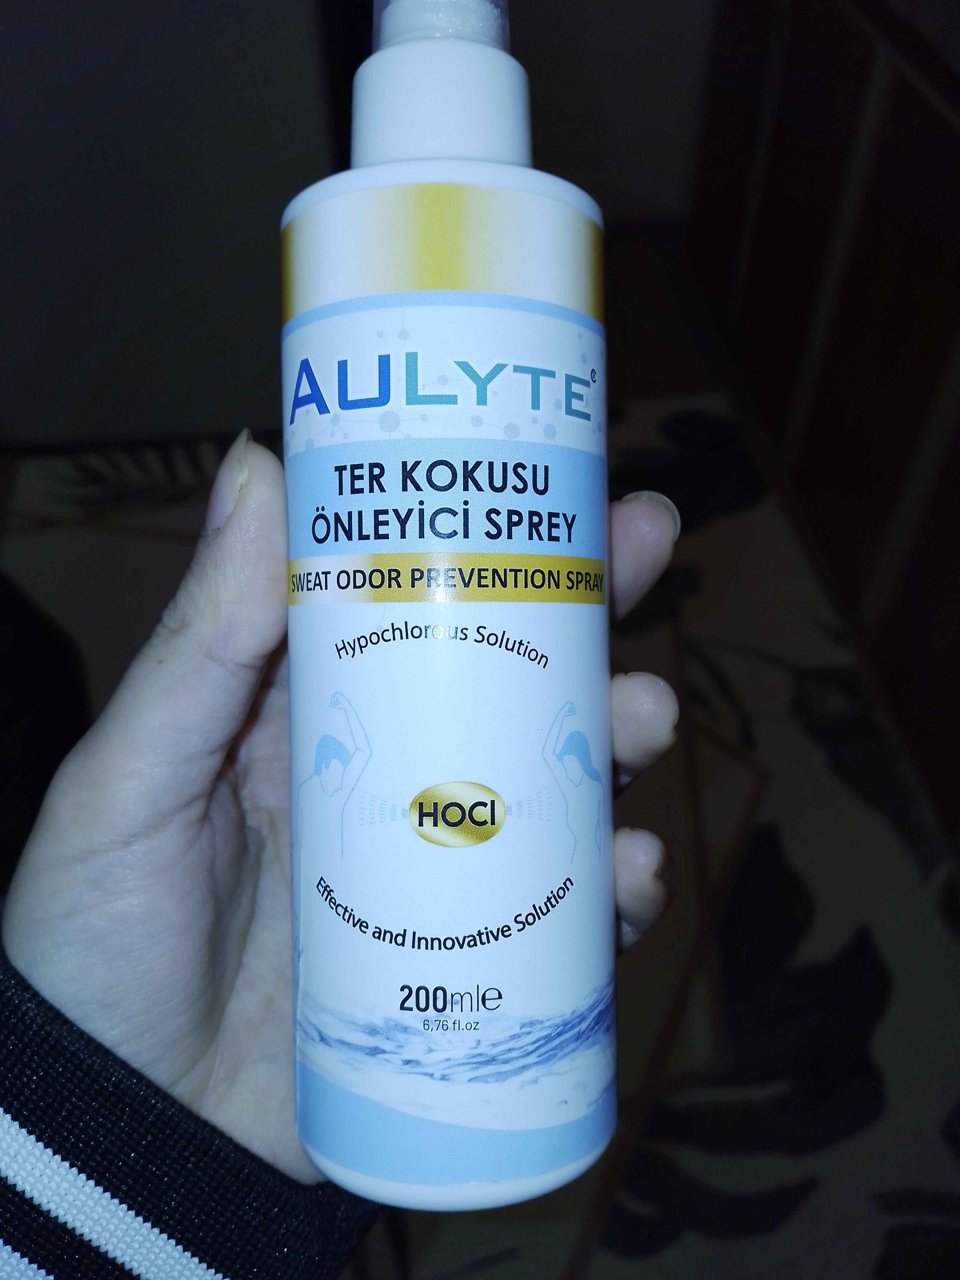 AULYTE
TER KOKUSU
ÖNLEYİCİ SPREY
SWEAT ODOR PREVENTION SPRAY
Hypochlorous Solution
HOCl
Effective and Innovative Solution
200mle
6,76 fl.oz